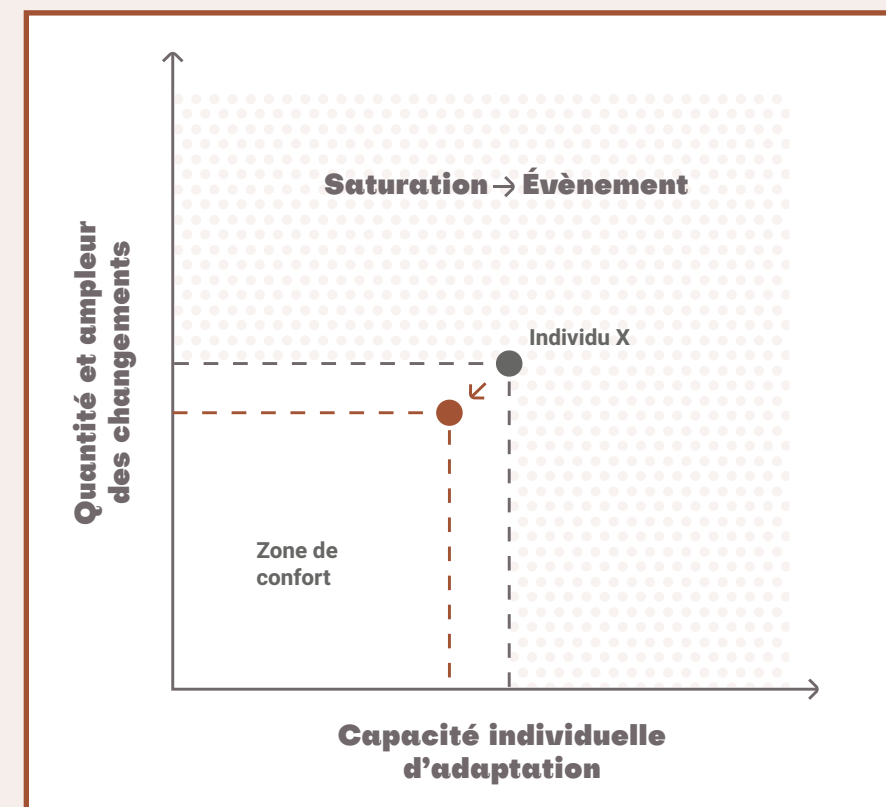 Saturation → Évènement
Quantité et ampleur
des changements
Individu X
Zone de
confort
Capacité individuelle
d’adaptation